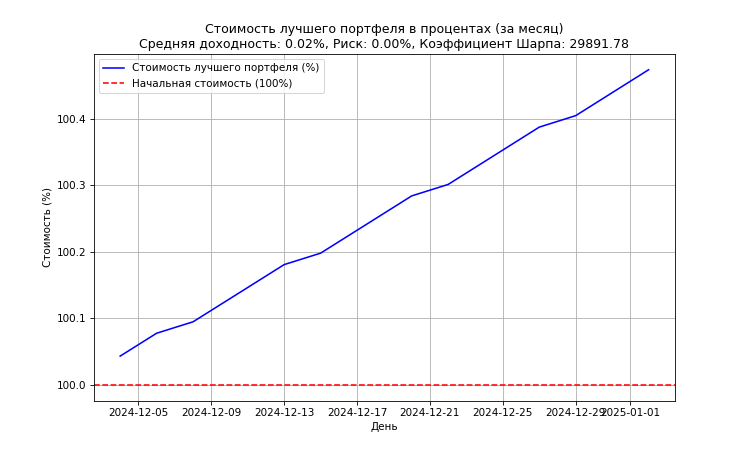 Стоимость лучшего портфеля в процентах (за месяц)
Средняя доходность: 0.02%, Риск: 0.00%, Коэффициент Шарпа: 29891.78
Стоимость лучшего портфеля (%)
Начальная стоимость (100%)
Стоимость (%)
100.4
100.3
100.2
100.1
100.0
2024-12-05 2024-12-09 2024-12-13 2024-12-17 2024-12-21 2024-12-25 2024-12-29 2025-01-01
День